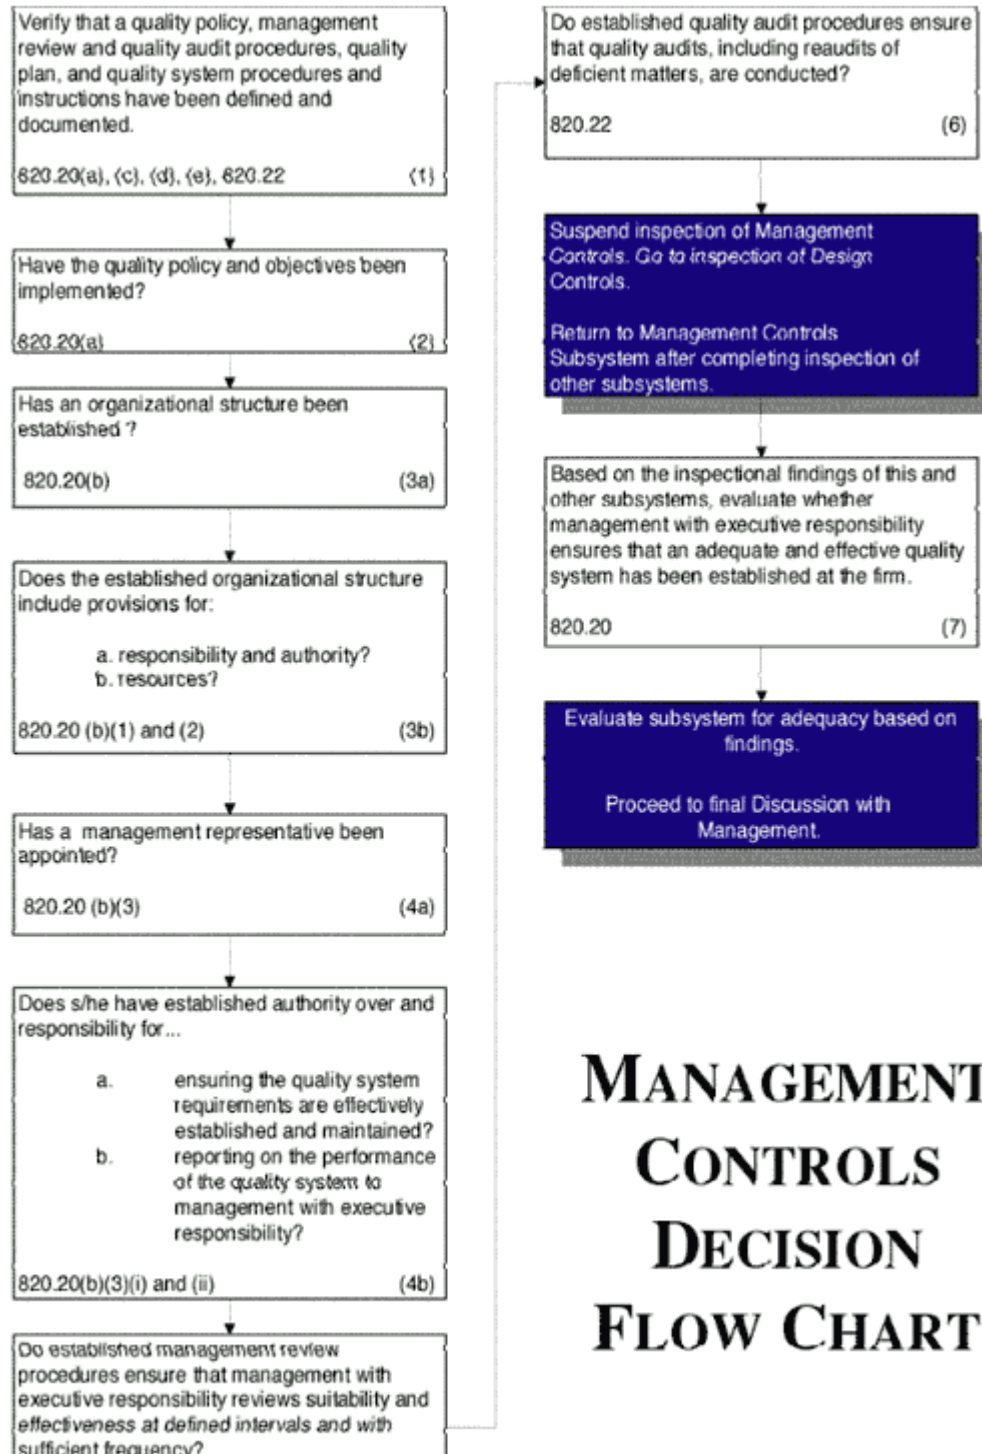 Verify that a quality policy, management
review and quality audit procedures, quality
plan, and quality system procedures and
instructions have been defined and
documented.
820.20(a), (c), (d), (e), 820.22 (1)
Have the quality policy and objectives been
implemented?
820.20(a) (2)
Has an organizational structure been
established ?
820.20(b) (3a)
Does the established organizational structure
include provisions for:
a. responsibility and authority?
b. resources?
820.20 (b)(1) and (2) (3b)
Has a management representative been
appointed?
820.20 (b)(3) (4a)
Does s/he have established authority over and
responsibility for...
a. ensuring the quality system
requirements are effectively
established and maintained?
b. reporting on the performance
of the quality system to
management with executive
responsibility?
820.20(b)(3)(i) and (ii) (4b)
Do established management review
procedures ensure that management with
executive responsibility reviews suitability and
effectiveness at defined intervals and with
sufficient frequency?
Do established quality audit procedures ensure
that quality audits, including reaudits of
deficient matters, are conducted?
820.22 (6)
Suspend inspection of Management
Controls. Go to inspection of Design
Controls.
Return to Management Controls
Subsystem after completing inspection of
other subsystems.
Based on the inspectional findings of this and
other subsystems, evaluate whether
management with executive responsibility
ensures that an adequate and effective quality
system has been established at the firm.
820.20 (7)
Evaluate subsystem for adequacy based on
findings.
Proceed to final Discussion with
Management.
MANAGEMENT
CONTROLS
DECISION
FLOW CHART